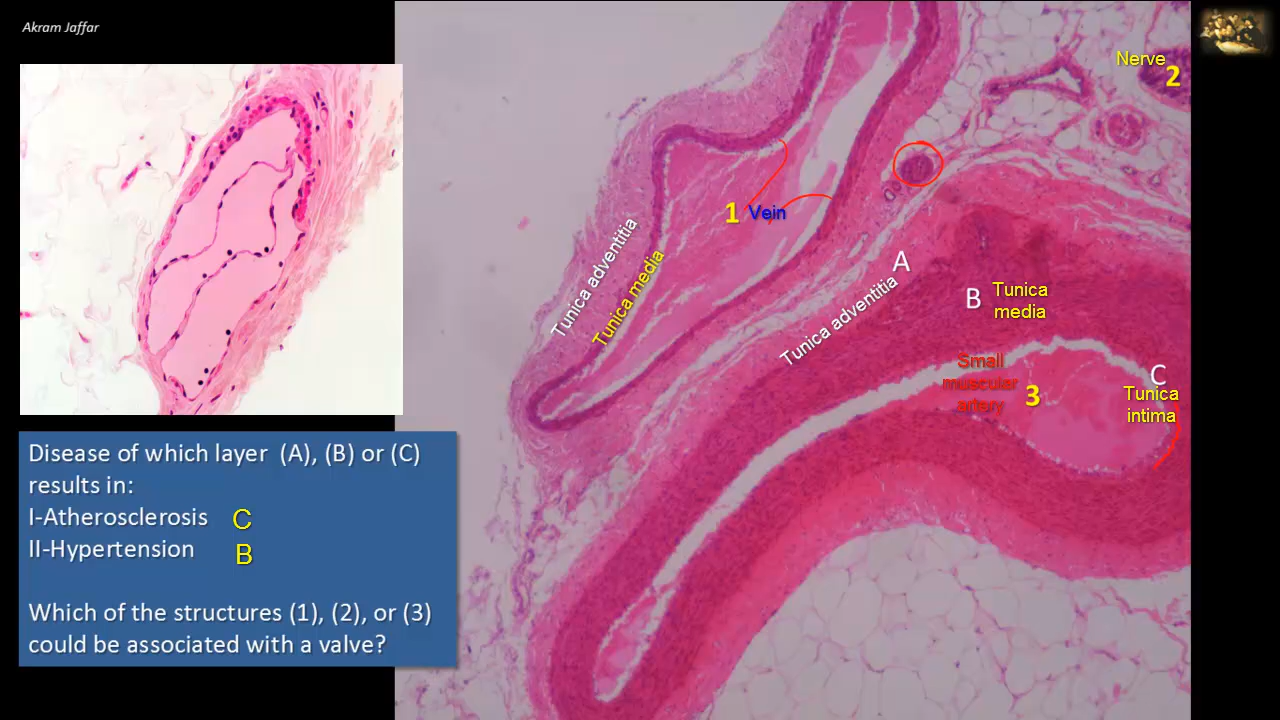 Akram Jaffar
Nerve
2
1 Vein
Tunica adventitia
Tunica media
A
Tunica adventitia
B
Tunica
media
Small
muscular
artery
3
C
Tunica
intima
Disease of which layer (A), (B) or (C)
results in:
I-Atherosclerosis C
II-Hypertension B
Which of the structures (1), (2), or (3)
could be associated with a valve?